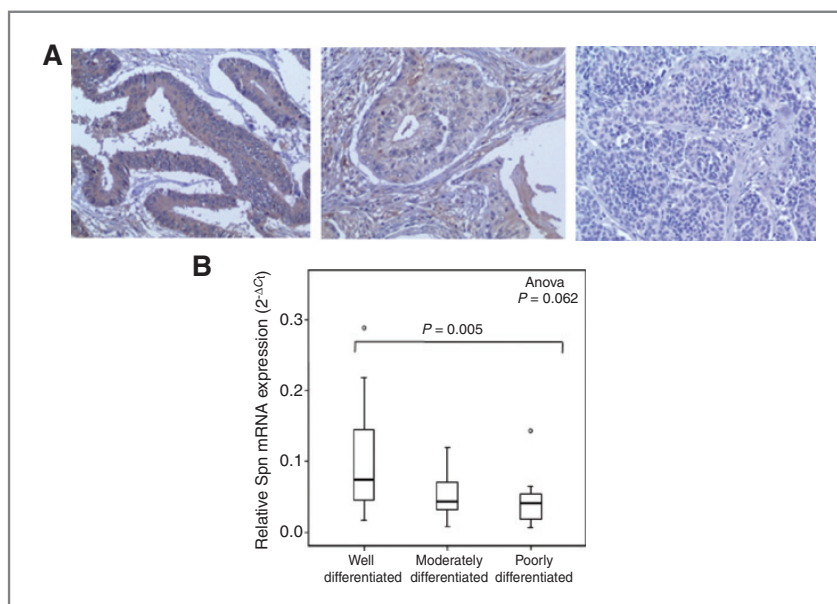 A
B
Relative Spn mRNA expression (2-ΔCt)
Anova
P = 0.062
P = 0.005
0.3
0.2
0.1
0.0
Well
differentiated
Moderately
differentiated
Poorly
differentiated